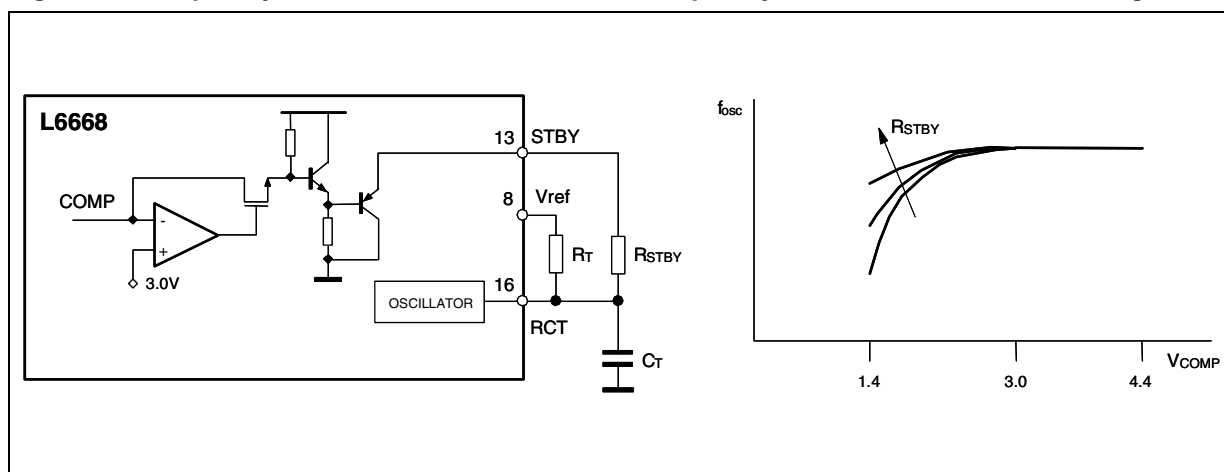 L6668
COMP
-
+
3.0V
13 STBY
8 Vref
RT
RSTBY
OSCILLATOR
16
RCT
CT
fosc
RSTBY
1.4
3.0
4.4
VCOMP